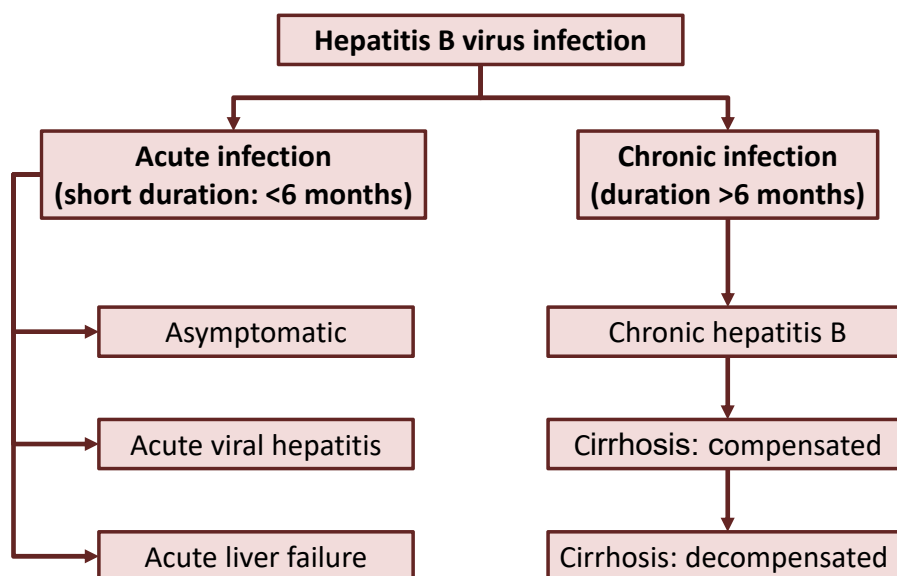 Hepatitis B virus infection
Acute infection
(short duration: <6 months)
Chronic infection
(duration >6 months)
Asymptomatic
Chronic hepatitis B
Acute viral hepatitis
Cirrhosis: compensated
Acute liver failure
Cirrhosis: decompensated